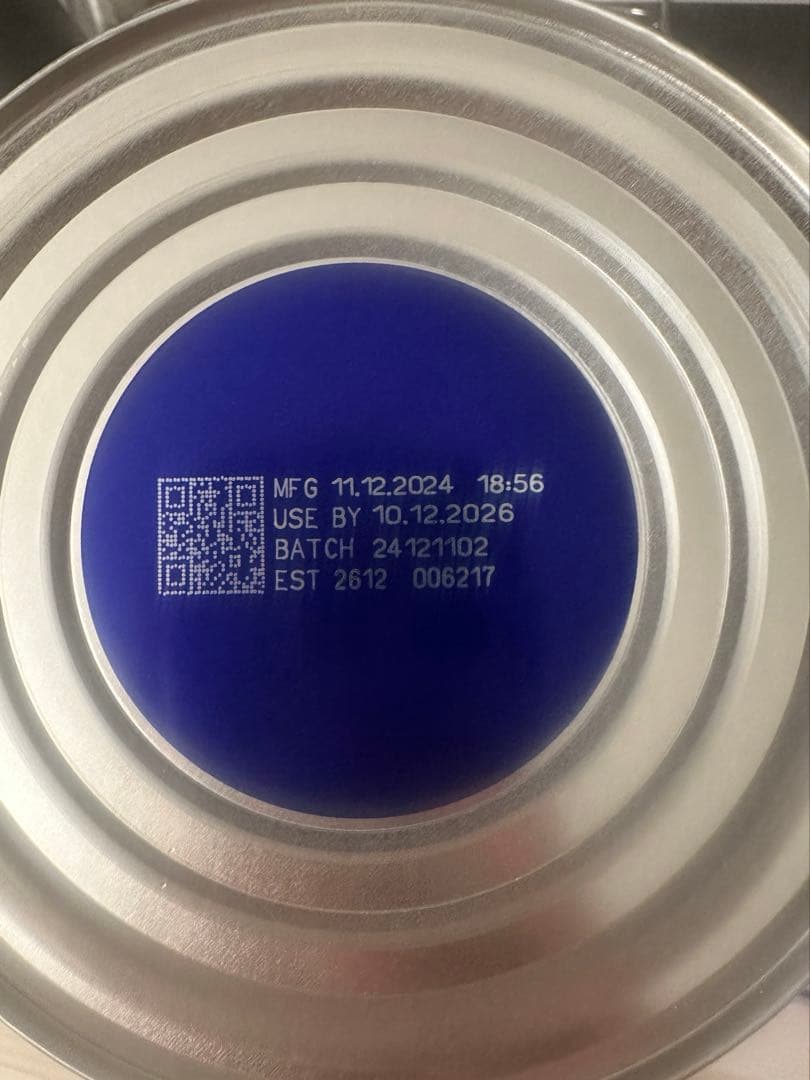 MFG 11.12.2024 18:56
USE BY 10.12.2026
BATCH 24121102
EST 2612 006217